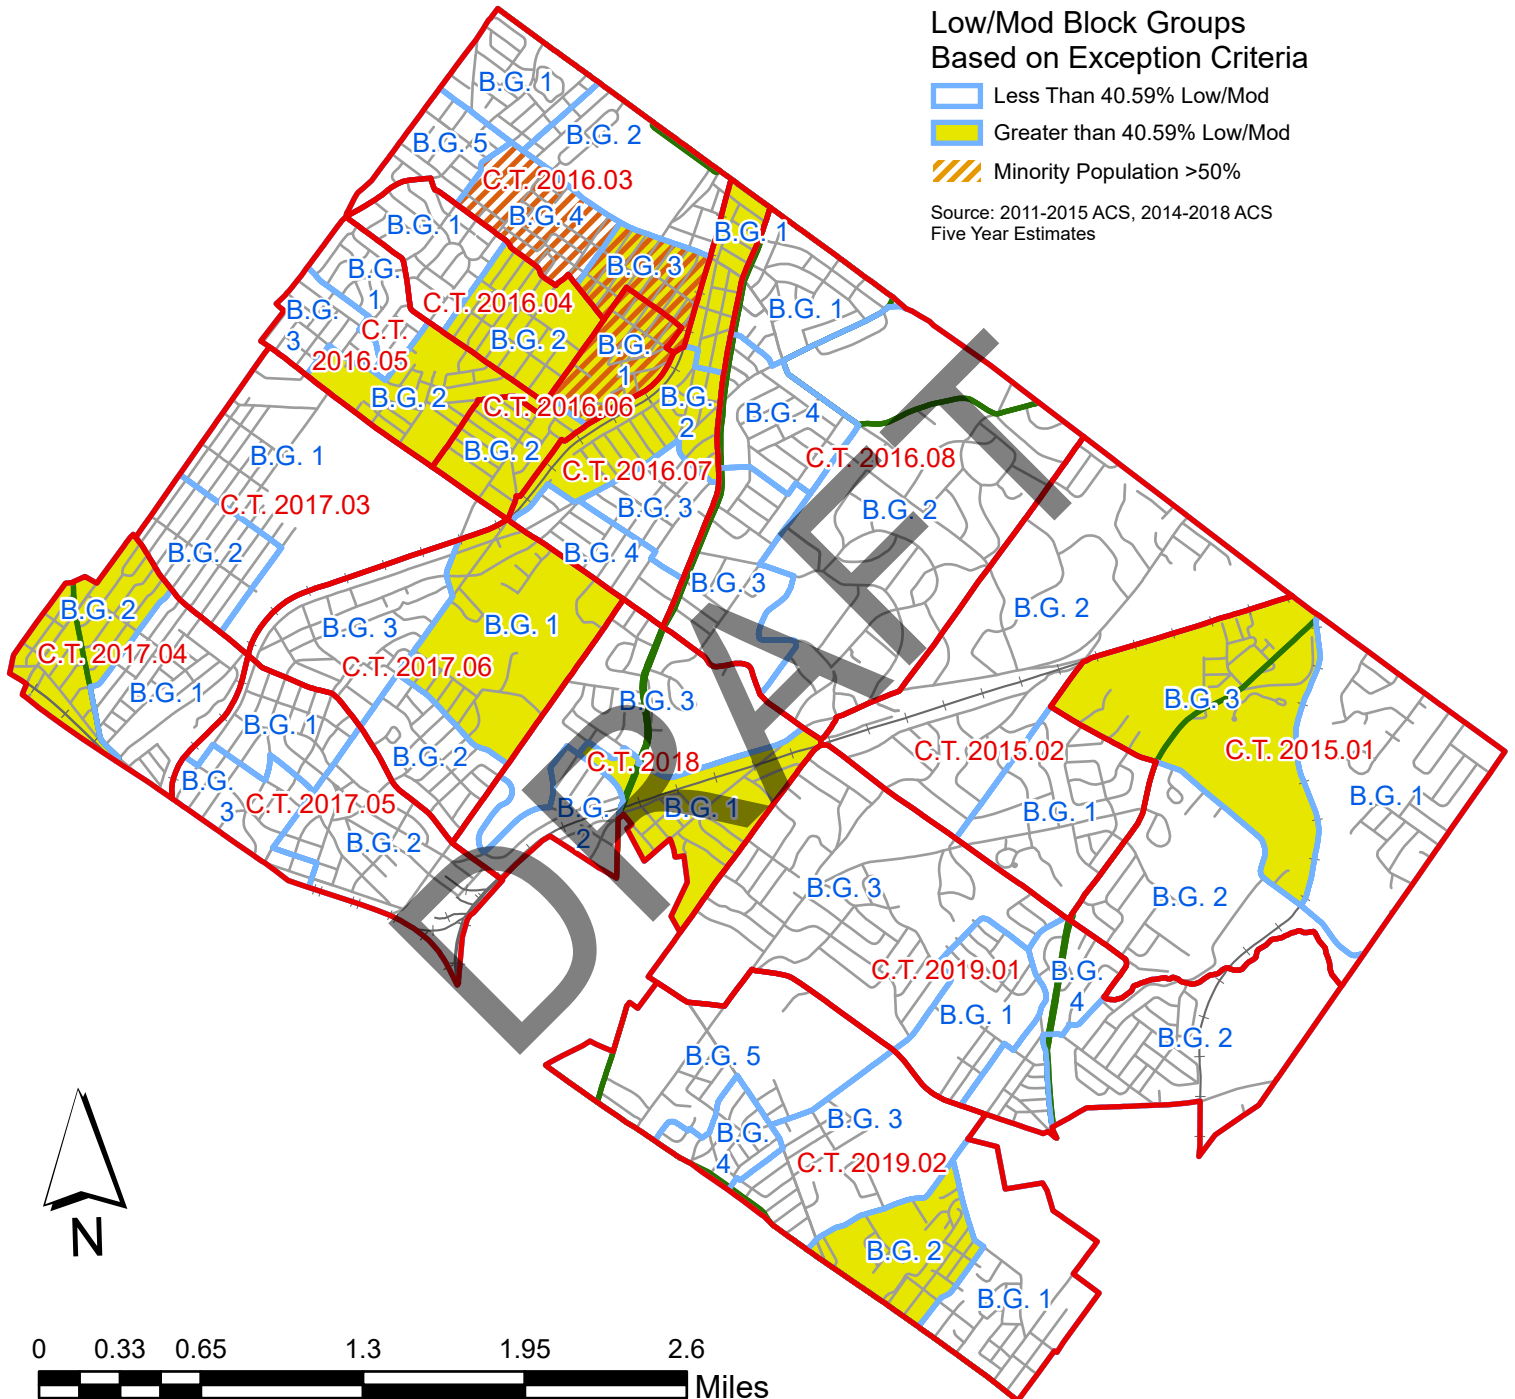 Low/Mod Block Groups
Based on Exception Criteria
Less Than 40.59% Low/Mod
Greater than 40.59% Low/Mod
Minority Population >50%
Source: 2011-2015 ACS, 2014-2018 ACS
Five Year Estimates
B.G. 1
B.G. 2
B.G. 5
C.T. 2016.03
B.G. 4
B.G. 1
B.G. 1
B.G. 3
B.G.
1
B.G.
3
C.T. 2016.04
B.G. 1
C.T.
2016.05
B.G. 2
B.G.
1
B.G. 2
C.T. 2016.06
B.G.
2
B.G. 4
B.G. 2
C.T. 2016.07
C.T. 2016.08
B.G. 1
C.T. 2017.03
B.G. 3
B.G. 2
B.G. 2
B.G. 4
B.G. 3
B.G. 2
B.G. 2
B.G. 3
B.G. 1
C.T. 2017.04
C.T. 2017.06
B.G. 1
B.G. 3
B.G. 3
B.G. 1
B.G. 2
C.T. 2018
C.T. 2015.02
C.T. 2015.01
B.G.
3
C.T. 2017.05
B.G.
2
B.G. 1
B.G. 1
B.G. 1
B.G. 2
B.G. 3
B.G. 2
C.T. 2019.01
B.G.
4
B.G. 1
B.G. 2
B.G. 5
B.G. 3
B.G.
4
C.T. 2019.02
B.G. 2
B.G. 1
DRAFT
N
0 0.33 0.65 1.3 1.95 2.6
Miles